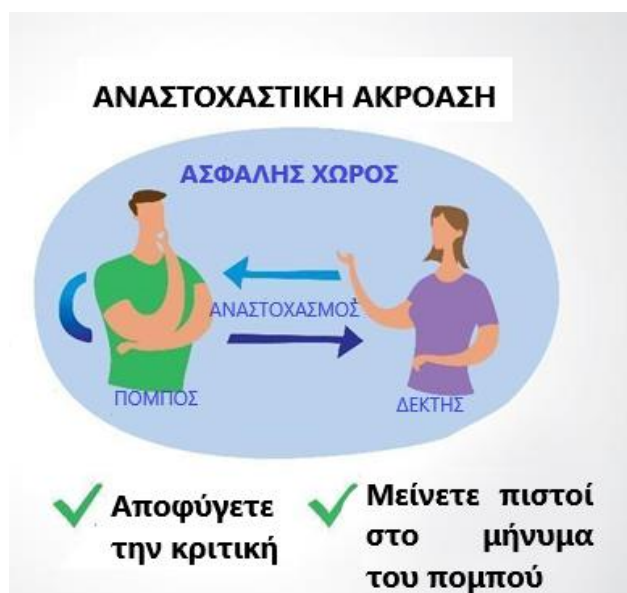 ΑΝΑΣΤΟΧΑΣΤΙΚΗ ΑΚΡΟΑΣΗ
ΑΣΦΑΛΗΣ ΧΩΡΟΣ
ΑΝΑΣΤΟΧΑΣΜΟΣ
ΠΟΜΠΟΣ
ΔΕΚΤΗΣ
Αποφύγετε
την κριτική
Μείνετε πιστοί
στο μήνυμα
του πομπού